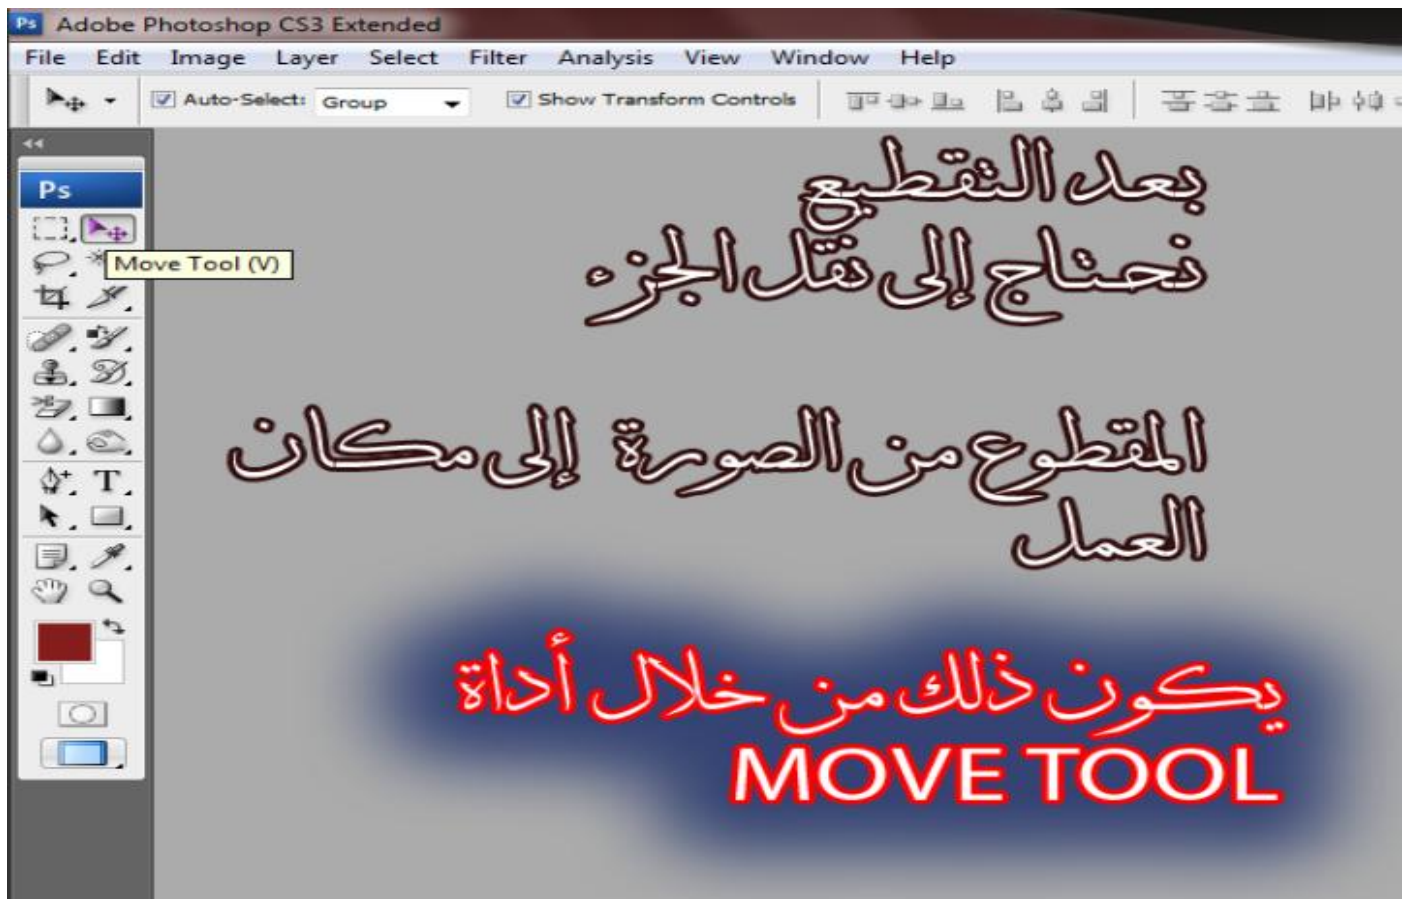 Ps Adobe Photoshop CS3 Extended
File Edit Image Layer Select Filter Analysis View Window Help
Auto-Select: Group Show Transform Controls
Ps
Move Tool (V)
T
بعد التقطيع
نحتاج إلى نقل الجزء
المقطوع من الصورة إلى مكان
العمل
يكون ذلك من خلال أداة
MOVE TOOL